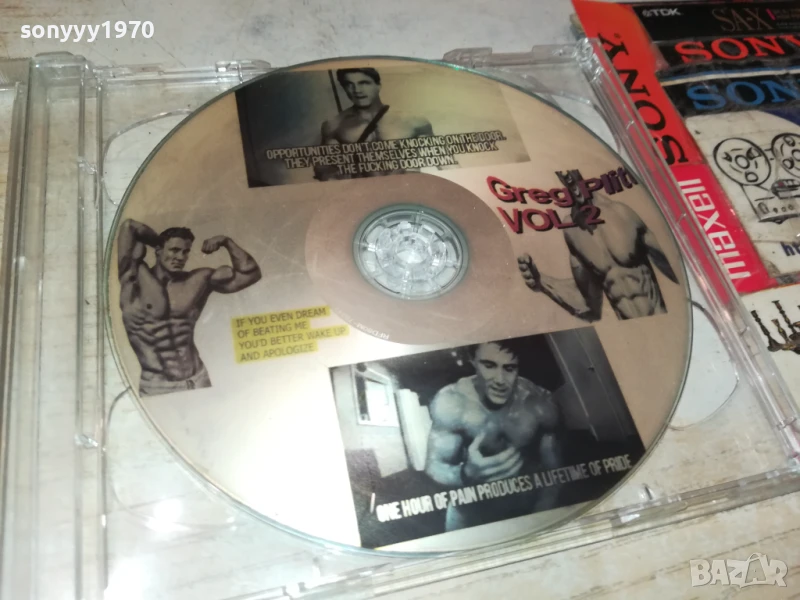 sonyyy1970
TDK
SA-X
SONY
SONY
SONY
maxell
OPPORTUNITIES DON'T COME KNOCKING ON THE DOOR.
THEY PRESENT THEMSELVES WHEN YOU KNOCK
THE FUCKING DOOR DOWN.
Greg Plitt
VOL 2
IF YOU EVEN DREAM
OF BEATING ME
YOU'D BETTER WAKE UP
AND APOLOGIZE.
ONE HOUR OF PAIN PRODUCES A LIFETIME OF PRIDE
BAZAR